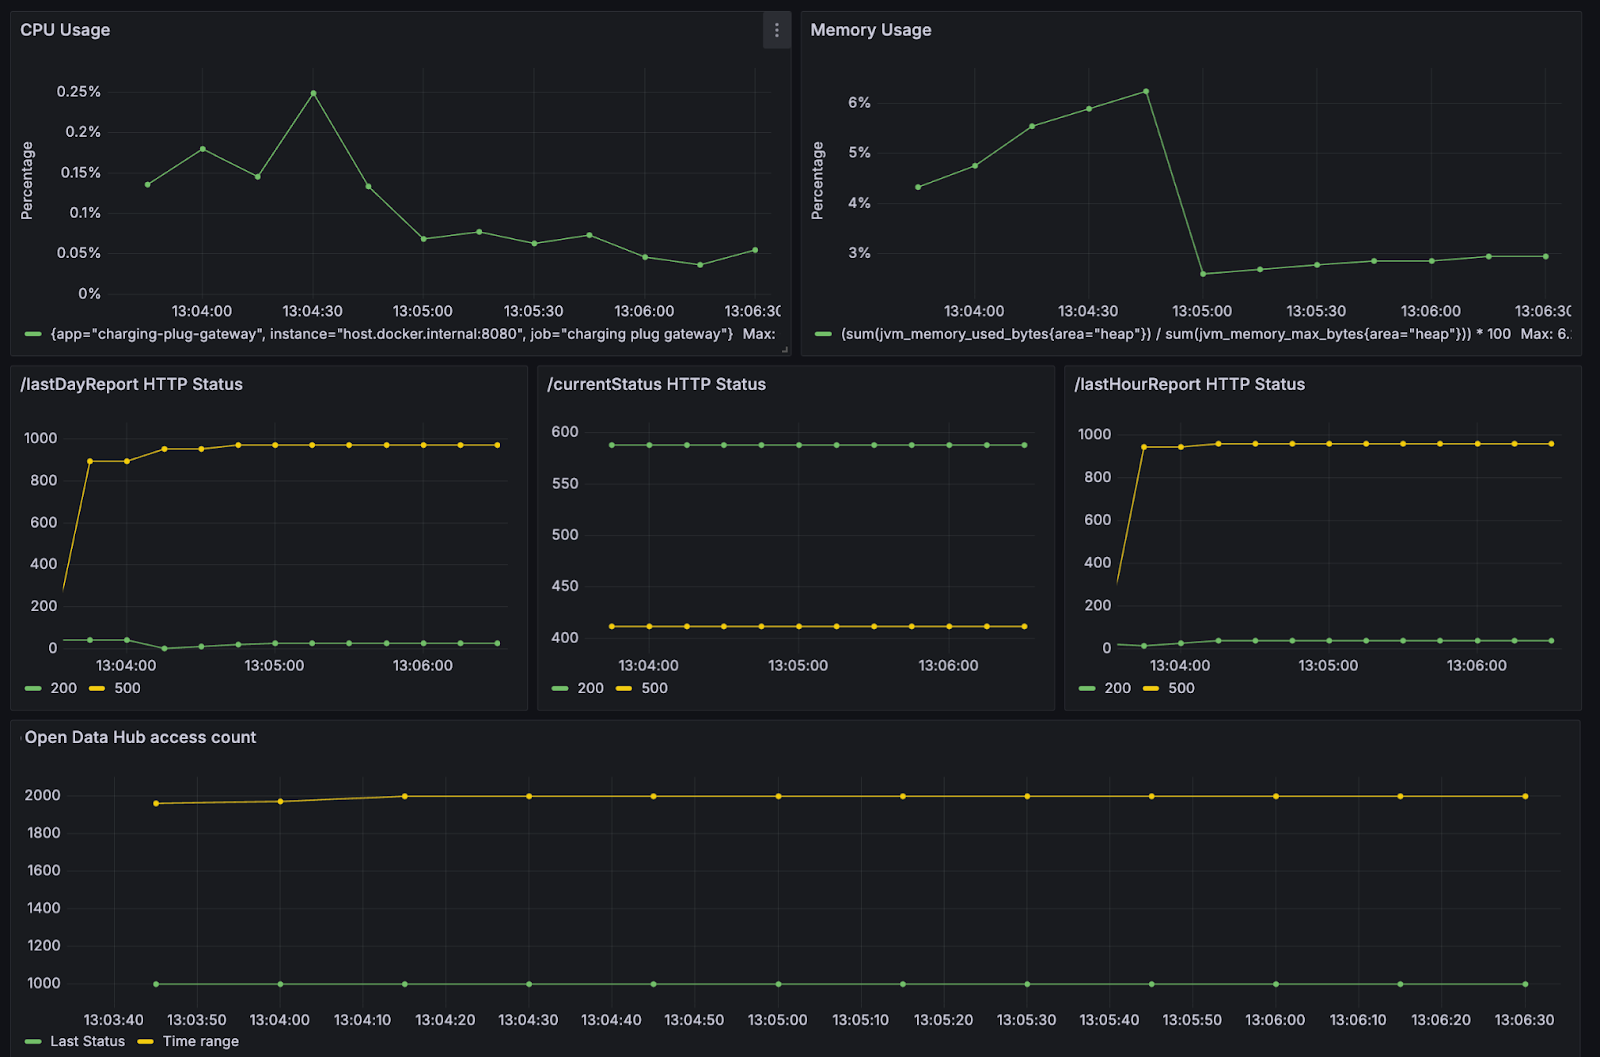 CPU Usage
Percentage
0.25%
0.2%
0.15%
0.1%
0.05%
0%
13:04:00 13:04:30 13:05:00 13:05:30 13:06:00 13:06:30
{app="charging-plug-gateway", instance="host.docker.internal:8080", job="charging plug gateway"} Max:
Memory Usage
Percentage
6%
5%
4%
3%
13:04:00 13:04:30 13:05:00 13:05:30 13:06:00 13:06:30
(sum(jvm_memory_used_bytes{area="heap"}) / sum(jvm_memory_max_bytes{area="heap"})) * 100 Max: 6.
/lastDayReport HTTP Status
1000
800
600
400
200
0
13:04:00 13:05:00 13:06:00
200 500
/currentStatus HTTP Status
600
550
500
450
400
13:04:00 13:05:00 13:06:00
200 500
/lastHourReport HTTP Status
1000
800
600
400
200
0
13:04:00 13:05:00 13:06:00
200 500
Open Data Hub access count
2000
1800
1600
1400
1200
1000
13:03:40 13:03:50 13:04:00 13:04:10 13:04:20 13:04:30 13:04:40 13:04:50 13:05:00 13:05:10 13:05:20 13:05:30 13:05:40 13:05:50 13:06:00 13:06:10 13:06:20 13:06:30
Last Status Time range